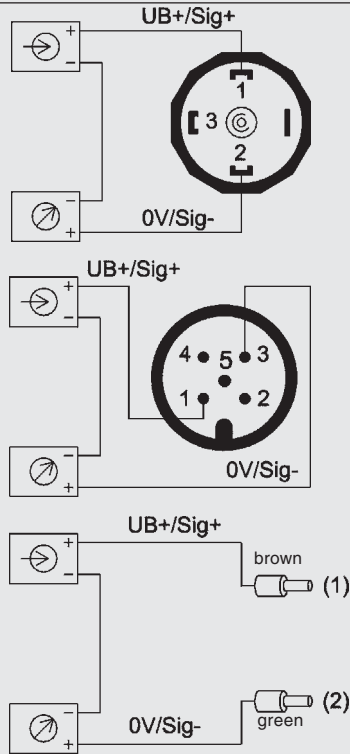 UB+/Sig+
+
−
1
3
2
−
+
0V/Sig-
UB+/Sig+
+
−
4 5 3
1 2
−
+
0V/Sig-
UB+/Sig+
+
−
brown
(1)
−
+
0V/Sig-
(2)
green